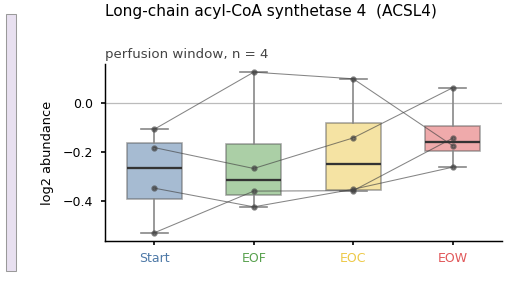 Long-chain acyl-CoA synthetase 4 (ACSL4)
perfusion window, n = 4
log2 abundance
0.0
−0.2
−0.4
Start EOF EOC EOW